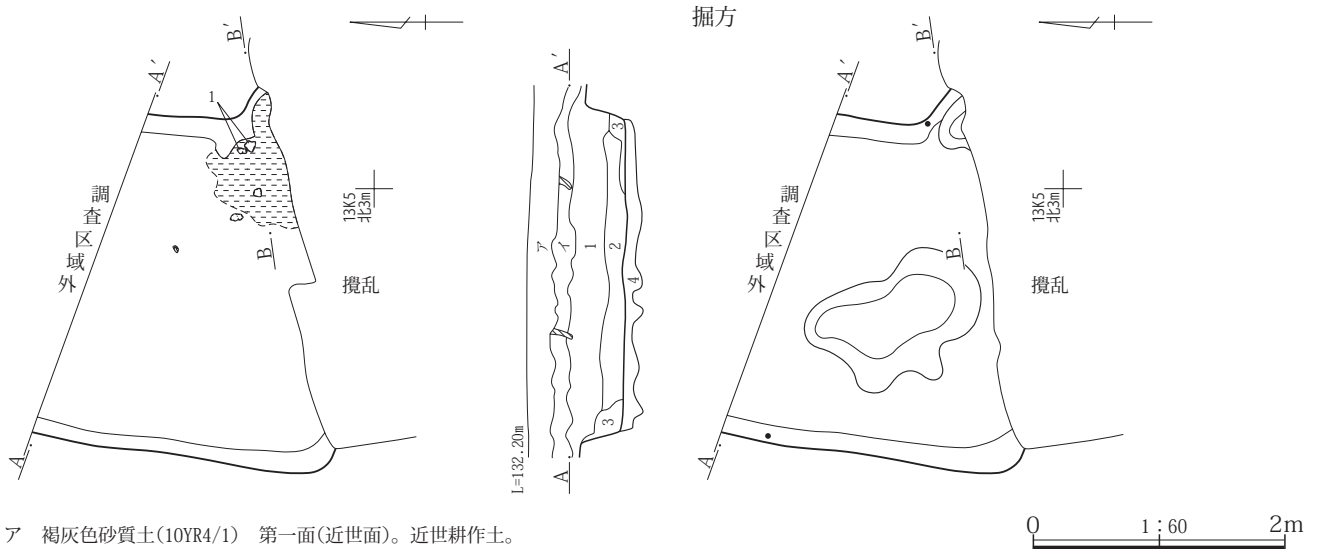 掘方
A′
B′
1
B
A
調査区域外
13K5
北3m
攪乱
A′
ア
イ
1
2
3
3
4
L=132.20m
A
A′
B′
B
A
調査区域外
13K5
北3m
攪乱
ア 褐灰色砂質土(10YR4/1) 第一面(近世面)。近世耕作土。
0 1:60 2m